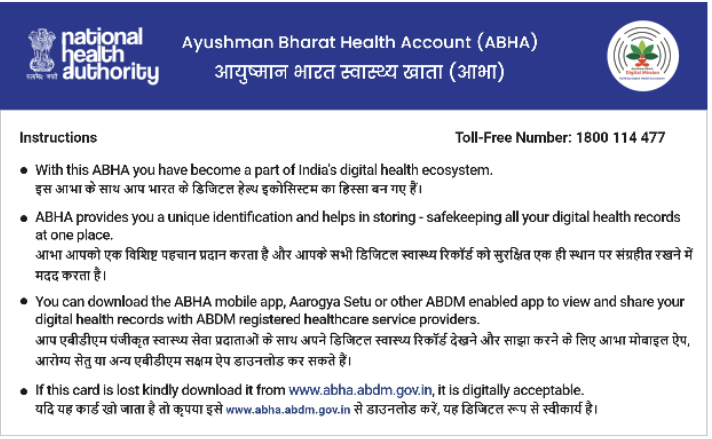 national
health
authority
सत्यमेव जयते
Ayushman Bharat Health Account (ABHA)
आयुष्मान भारत स्वास्थ्य खाता (आभा)
Digital Mission
Instructions
Toll-Free Number: 1800 114 477
● With this ABHA you have become a part of India's digital health ecosystem.
इस आभा के साथ आप भारत के डिजिटल हेल्थ इकोसिस्टम का हिस्सा बन गए हैं।
● ABHA provides you a unique identification and helps in storing - safekeeping all your digital health records
at one place.
आभा आपको एक विशिष्ट पहचान प्रदान करता है और आपके सभी डिजिटल स्वास्थ्य रिकॉर्ड को सुरक्षित एक ही स्थान पर संग्रहीत रखने में
मदद करता है।
● You can download the ABHA mobile app, Aarogya Setu or other ABDM enabled app to view and share your
digital health records with ABDM registered healthcare service providers.
आप एबीडीएम पंजीकृत स्वास्थ्य सेवा प्रदाताओं के साथ अपने डिजिटल स्वास्थ्य रिकॉर्ड देखने और साझा करने के लिए आभा मोबाइल ऐप,
आरोग्य सेतु या अन्य एबीडीएम सक्षम ऐप डाउनलोड कर सकते हैं।
● If this card is lost kindly download it from www.abha.abdm.gov.in, it is digitally acceptable.
यदि यह कार्ड खो जाता है तो कृपया इसे www.abha.abdm.gov.in से डाउनलोड करें, यह डिजिटल रूप से स्वीकार्य है।